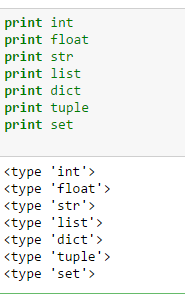 print int
print float
print str
print list
print dict
print tuple
print set
<type 'int'>
<type 'float'>
<type 'str'>
<type 'list'>
<type 'dict'>
<type 'tuple'>
<type 'set'>